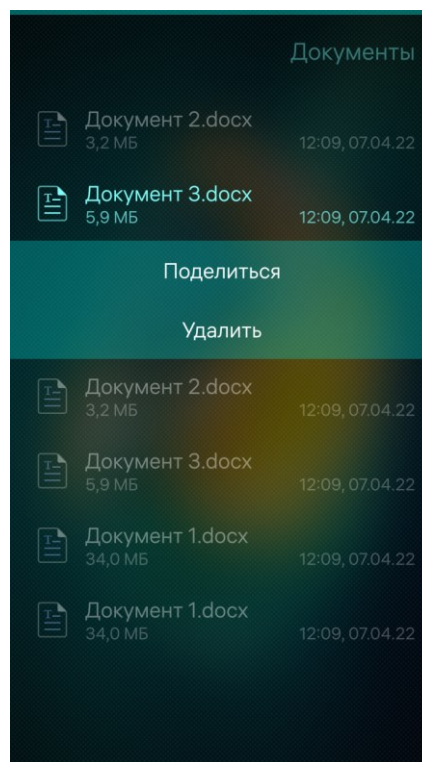 Документы
Документ 2.docx
3,2 МБ 12:09, 07.04.22
Документ 3.docx
5,9 МБ 12:09, 07.04.22
Поделиться
Удалить
Документ 2.docx
3,2 МБ 12:09, 07.04.22
Документ 3.docx
5,9 МБ 12:09, 07.04.22
Документ 1.docx
34,0 МБ 12:09, 07.04.22
Документ 1.docx
34,0 МБ 12:09, 07.04.22